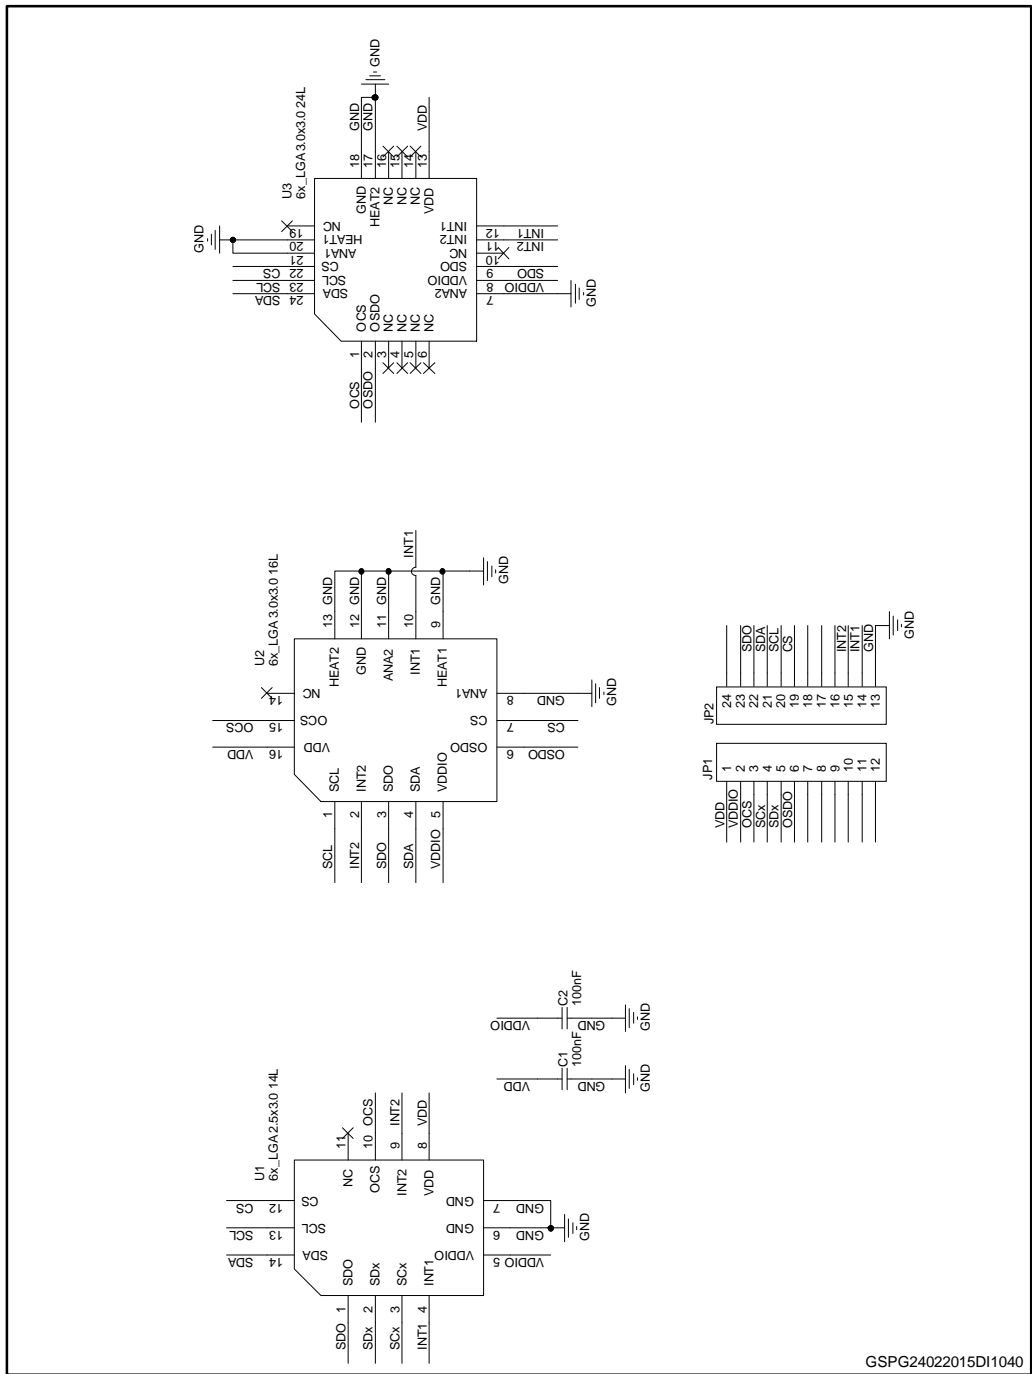 U3
6x_LGA 3.0x3.0 24L
OCS 1 OCS
OSDO 2 OSDO
3 NC
4 NC
5 NC
6 NC
ANA2 7 GND
VDDIO 8 VDDIO
SDO 9 SDO
NC 10
INT2 11 INT2
INT1 12 INT1
VDD 13 VDD
NC 14
NC 15
NC 16
HEAT2 17 GND
GND 18 GND
GND
NC 19
HEAT1 20
ANA1 21
GND
CS 22 CS
SCL 23 SCL
SDA 24 SDA
U2
6x_LGA 3.0x3.0 16L
SCL 1 SCL
INT2 2 INT2
SDO 3 SDO
SDA 4 SDA
VDDIO 5 VDDIO
OSDO 6 OSDO
CS 7 CS
ANA1 8 GND
GND
HEAT1 9 GND
INT1 10 INT1
ANA2 11 GND
GND 12 GND
HEAT2 13 GND
GND
NC 14
OCS 15 OCS
VDD 16 VDD
JP1
VDD 1
VDDIO 2
OCS 3
SCx 4
SDx 5
OSDO 6
7
8
9
10
11
12
JP2
24
23 SDO
22 SDA
21 SCL
20 CS
19
18
17
16 INT2
15 INT1
14 GND
13
GND
U1
6x_LGA 2.5x3.0 14L
SDO 1 SDO
SDx 2 SDx
SCx 3 SCx
INT1 4 INT1
VDDIO 5 VDDIO
GND 6 GND
GND 7 GND
GND
VDD 8 VDD
INT2 9 INT2
OCS 10 OCS
NC 11
CS 12 CS
SCL 13 SCL
SDA 14 SDA
VDD
C1
100nF
GND
GND
VDDIO
C2
100nF
GND
GND
GSPG24022015DI1040